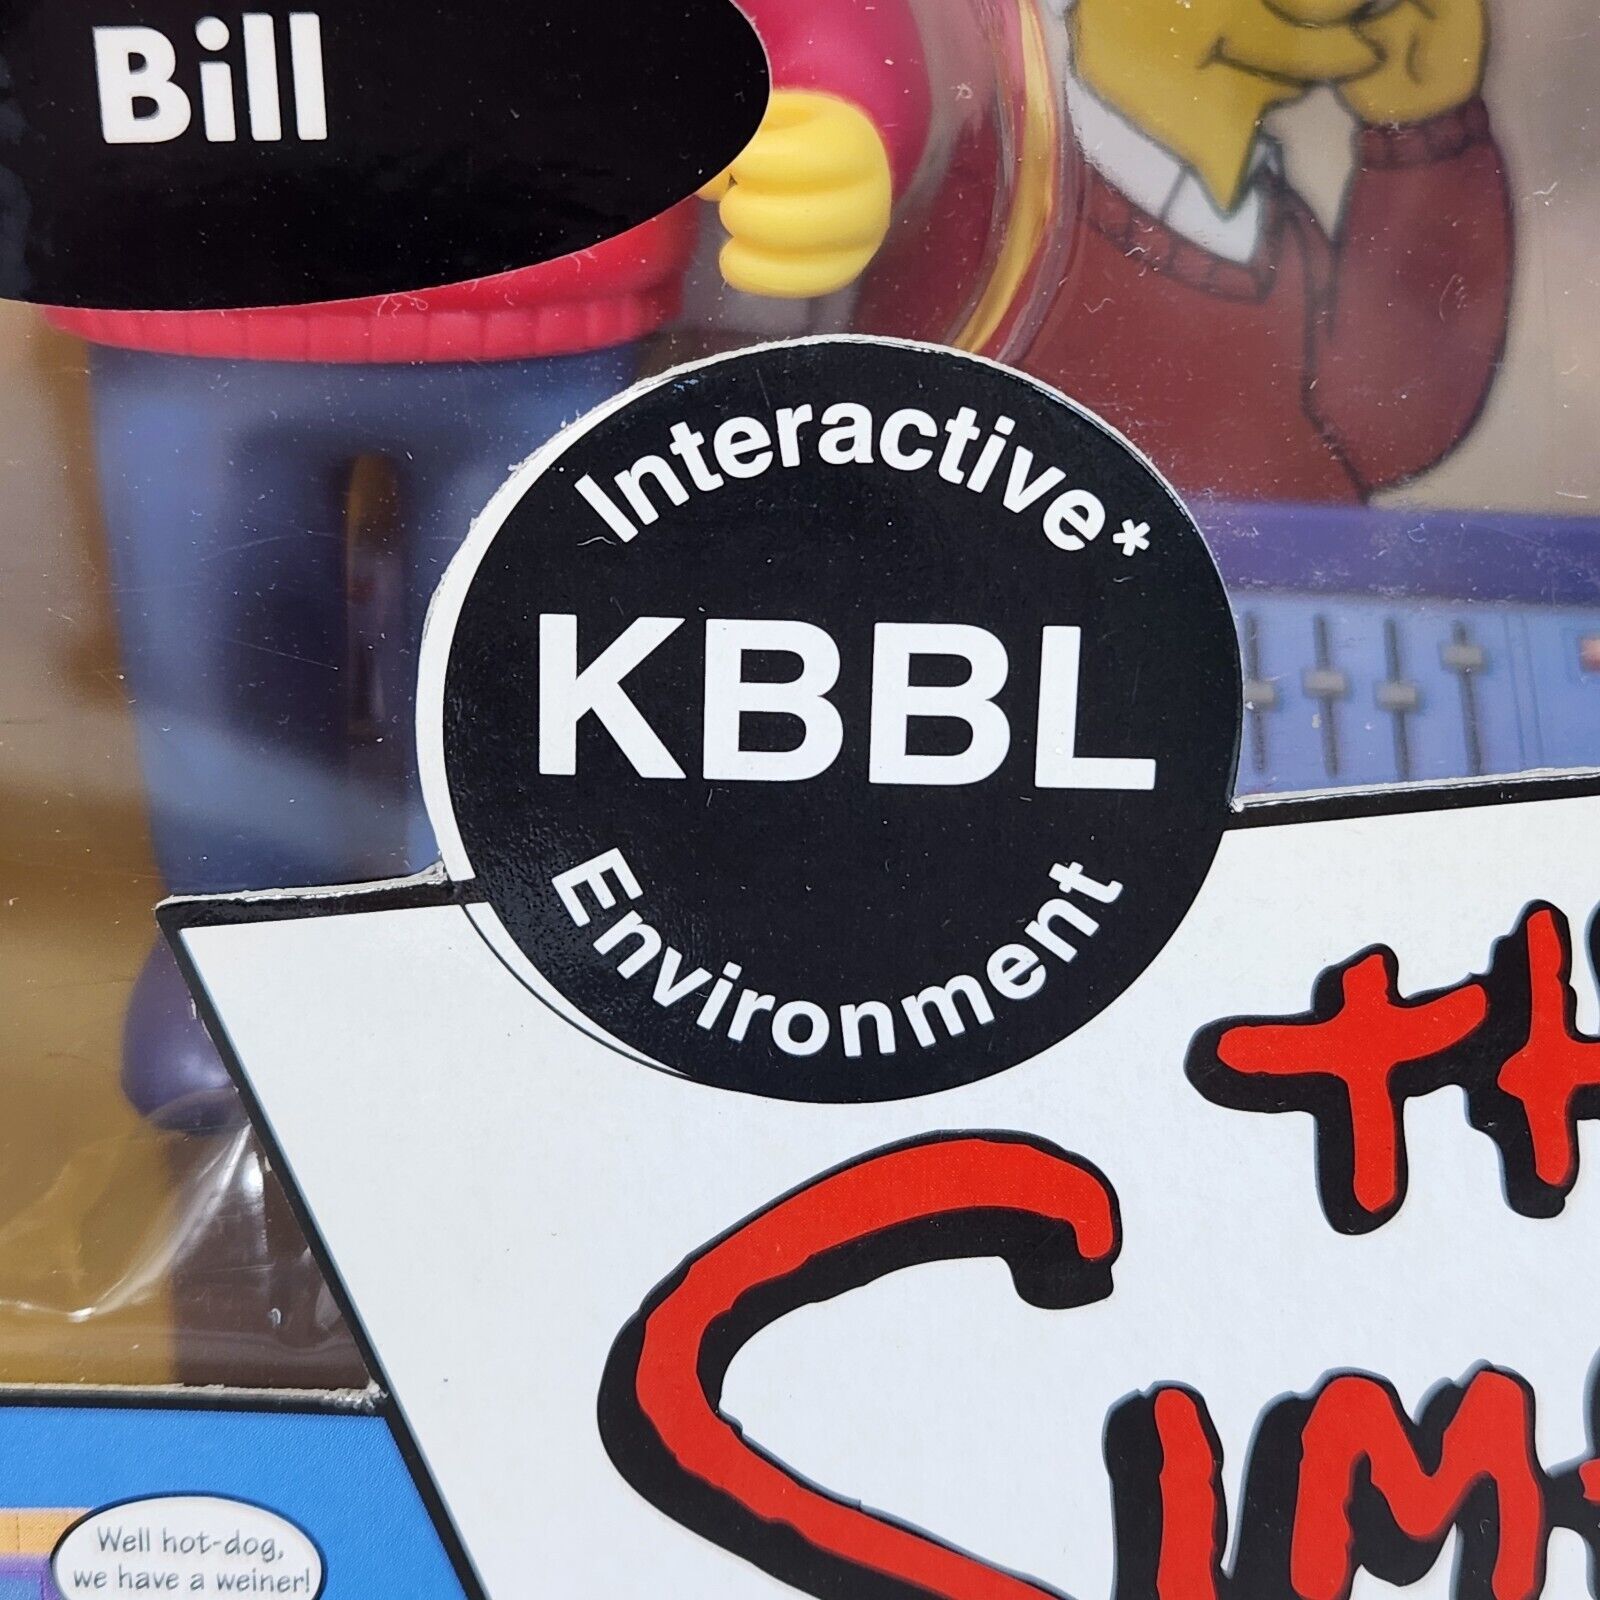 Bill
Interactive*
KBBL
Environment
Well hot-dog,
we have a weiner!